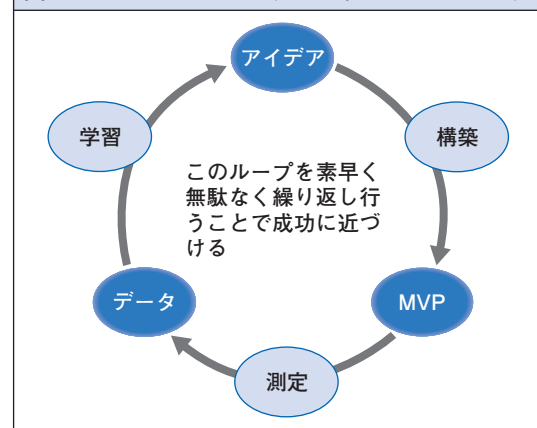 アイデア
学習
構築
このループを素早く
無駄なく繰り返し行
うことで成功に近づ
ける
データ
MVP
測定